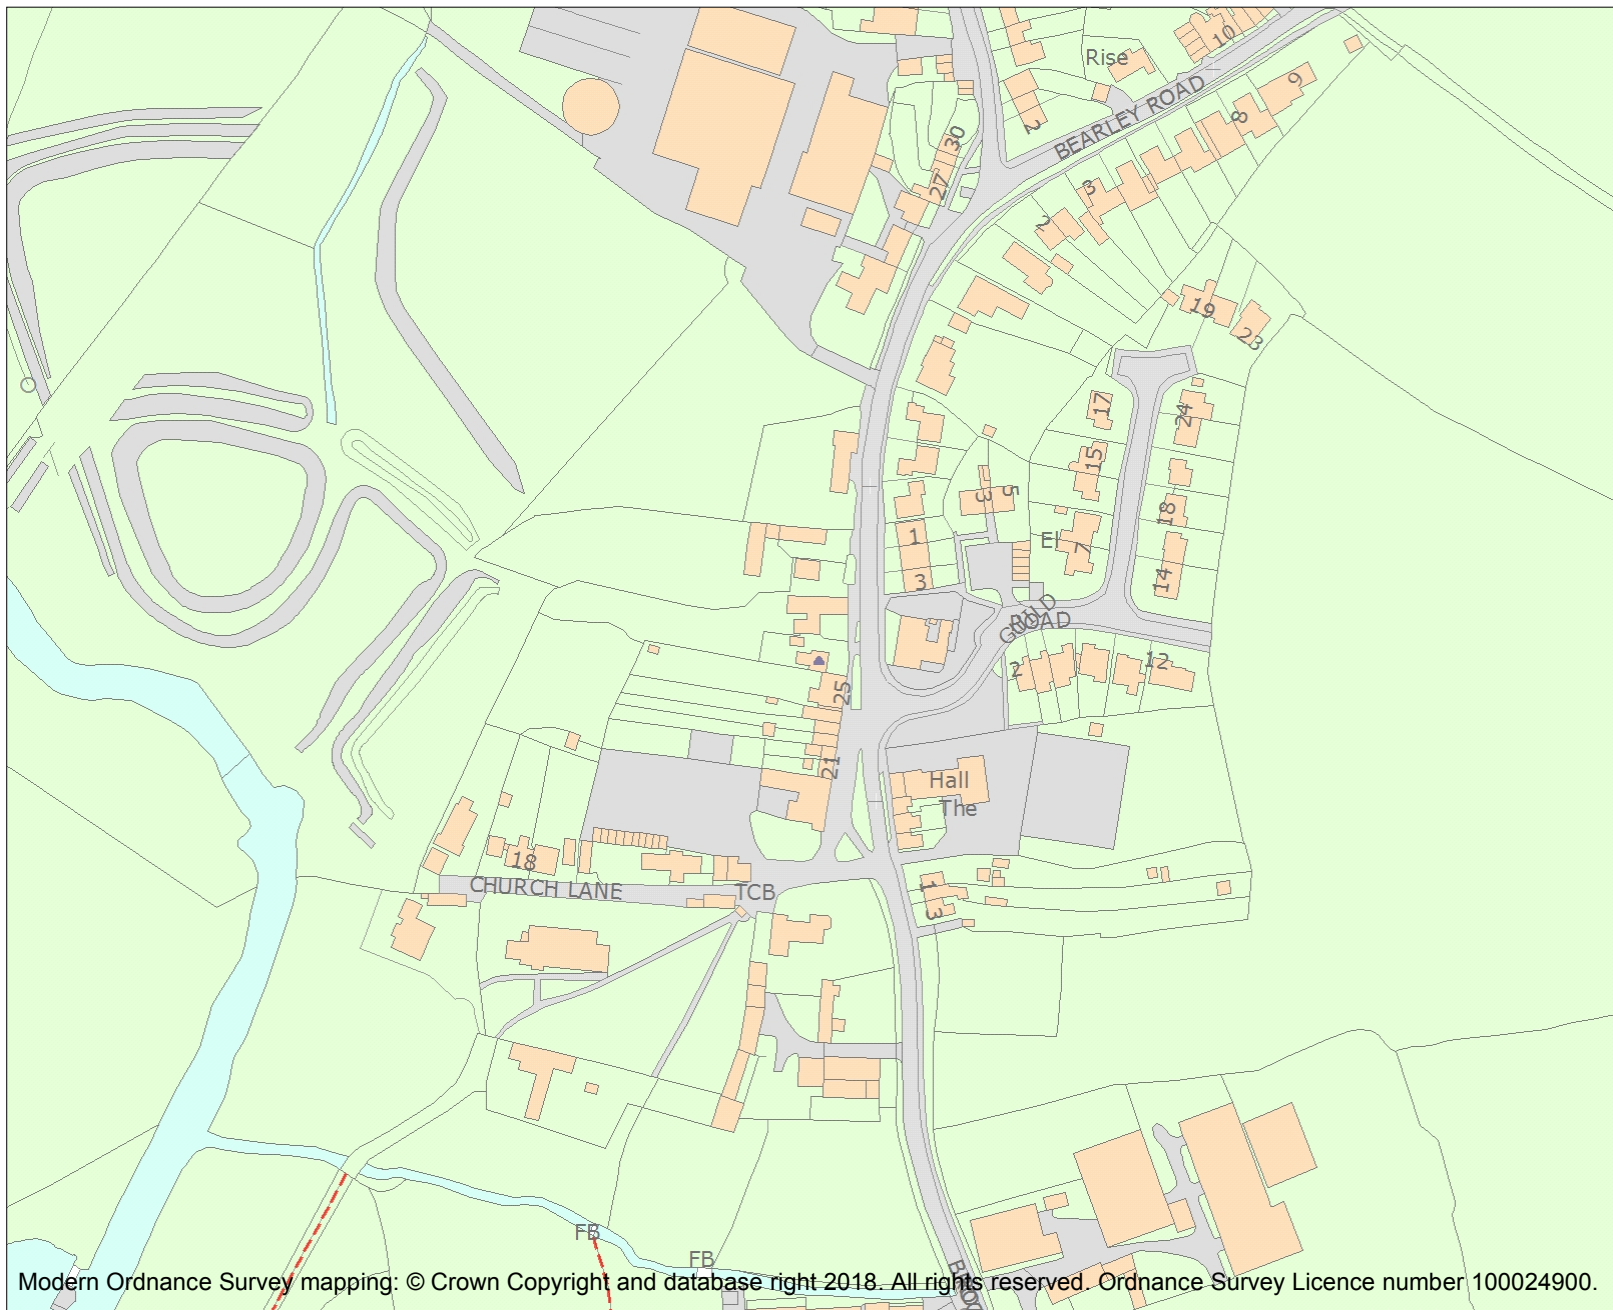 10
Rise
9
2
BEARLEY ROAD
8
30
27
3
2
19
23
17
24
15
3
5
18
1
El
7
14
3
GUILD
ROAD
2
12
25
21
Hall
The
18
CHURCH LANE
TCB
1
3
FB
FB
Modern Ordnance Survey mapping: © Crown Copyright and database right 2018. All rights reserved. Ordnance Survey Licence number 100024900.